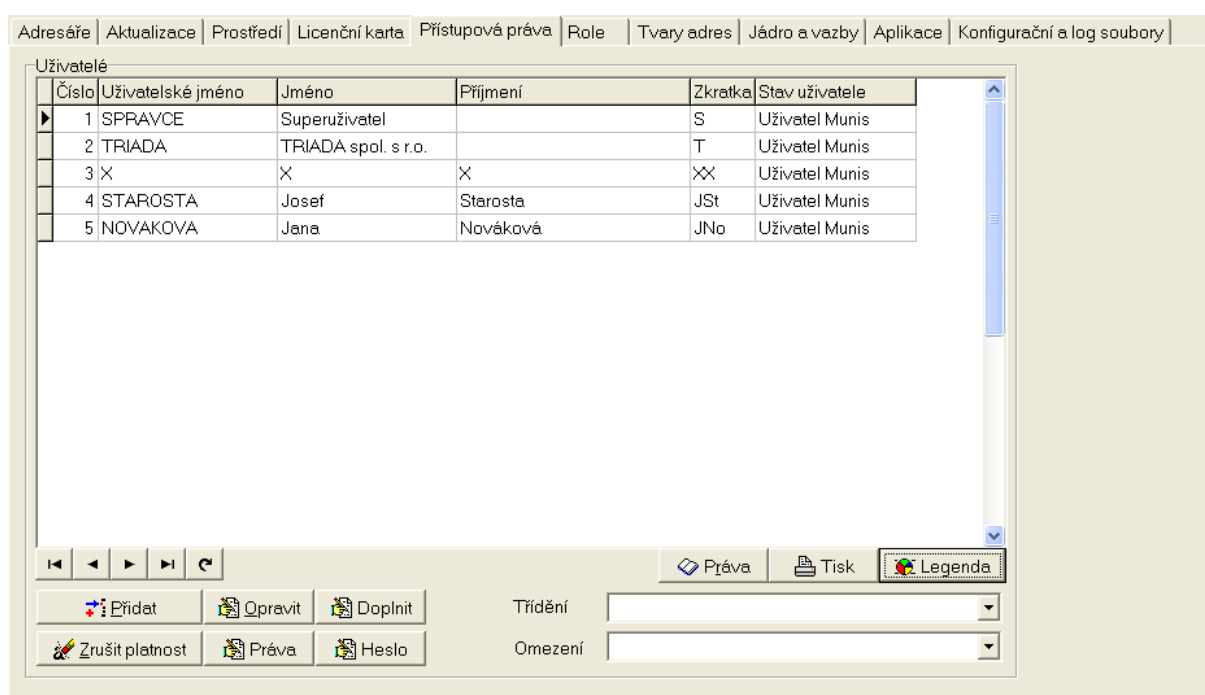 Adresáře Aktualizace Prostředí Licenční karta Přístupová práva Role Tvary adres Jádro a vazby Aplikace Konfigurační a log soubory
Uživatelé
Číslo Uživatelské jméno Jméno Příjmení Zkratka Stav uživatele
1 SPRAVCE Superuživatel S Uživatel Munis
2 TRIADA TRIADA spol. s r.o. T Uživatel Munis
3 X X X XX Uživatel Munis
4 STAROSTA Josef Starosta JSt Uživatel Munis
5 NOVAKOVA Jana Nováková JNo Uživatel Munis
Práva Tisk Legenda
Přidat Opravit Doplnit Třídění
Zrušit platnost Práva Heslo Omezení